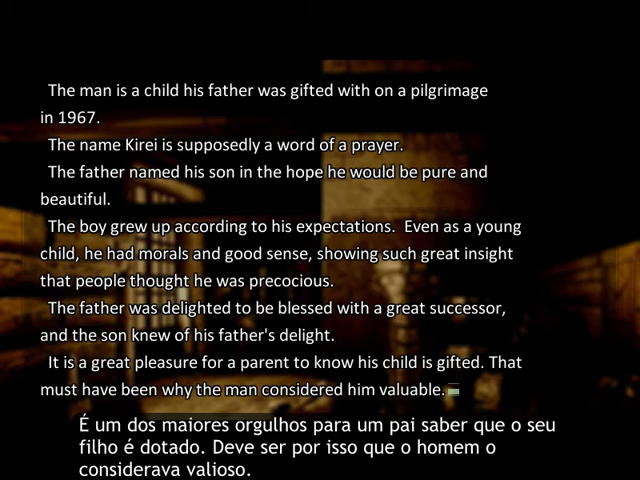 The man is a child his father was gifted with on a pilgrimage
in 1967.
The name Kirei is supposedly a word of a prayer.
The father named his son in the hope he would be pure and
beautiful.
The boy grew up according to his expectations.  Even as a young
child, he had morals and good sense, showing such great insight
that people thought he was precocious.
The father was delighted to be blessed with a great successor,
and the son knew of his father's delight.
It is a great pleasure for a parent to know his child is gifted. That
must have been why the man considered him valuable.
É um dos maiores orgulhos para um pai saber que o seu
filho é dotado. Deve ser por isso que o homem o
considerava valioso.